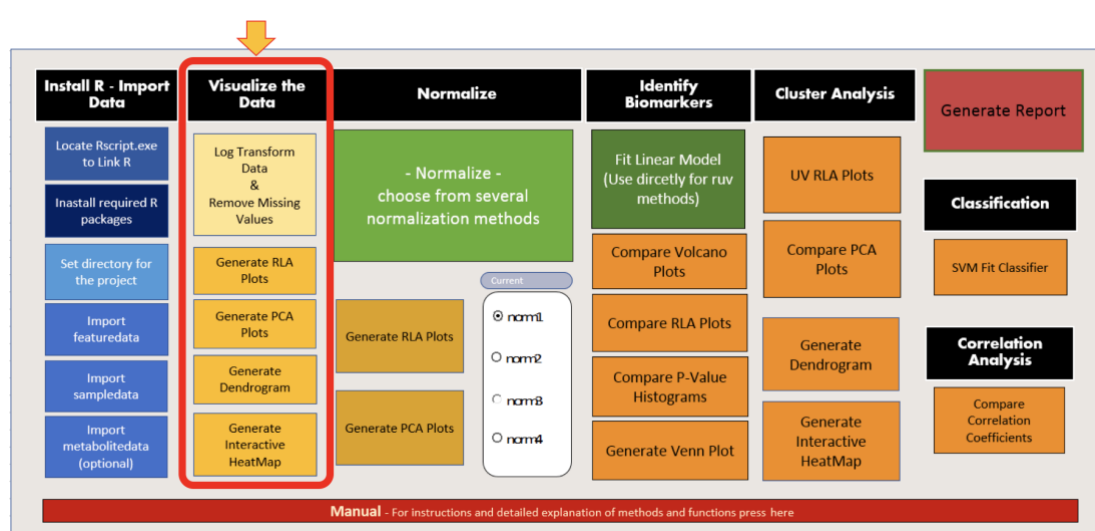 Install R - Import
Data
Locate Rscript.exe
to Link R
Inastall required R
packages
Set directory for
the project
Import
featuredata
Import
sampledata
Import
metabolitedata
(optional)
Visualize the
Data
Log Transform
Data
&
Remove Missing
Values
Generate RLA
Plots
Generate PCA
Plots
Generate
Dendrogram
Generate
Interactive
HeatMap
Normalize
- Normalize -
choose from several
normalization methods
Generate RLA Plots
Generate PCA Plots
Current
norm1
norm2
norm3
norm4
Identify
Biomarkers
Fit Linear Model
(Use dircetly for ruv
methods)
Compare Volcano
Plots
Compare RLA Plots
Compare P-Value
Histograms
Generate Venn Plot
Cluster Analysis
UV RLA Plots
Compare PCA
Plots
Generate
Dendrogram
Generate
Interactive
HeatMap
Generate Report
Classification
SVM Fit Classifier
Correlation
Analysis
Compare
Correlation
Coefficients
Manual - For instructions and detailed explanation of methods and functions press here